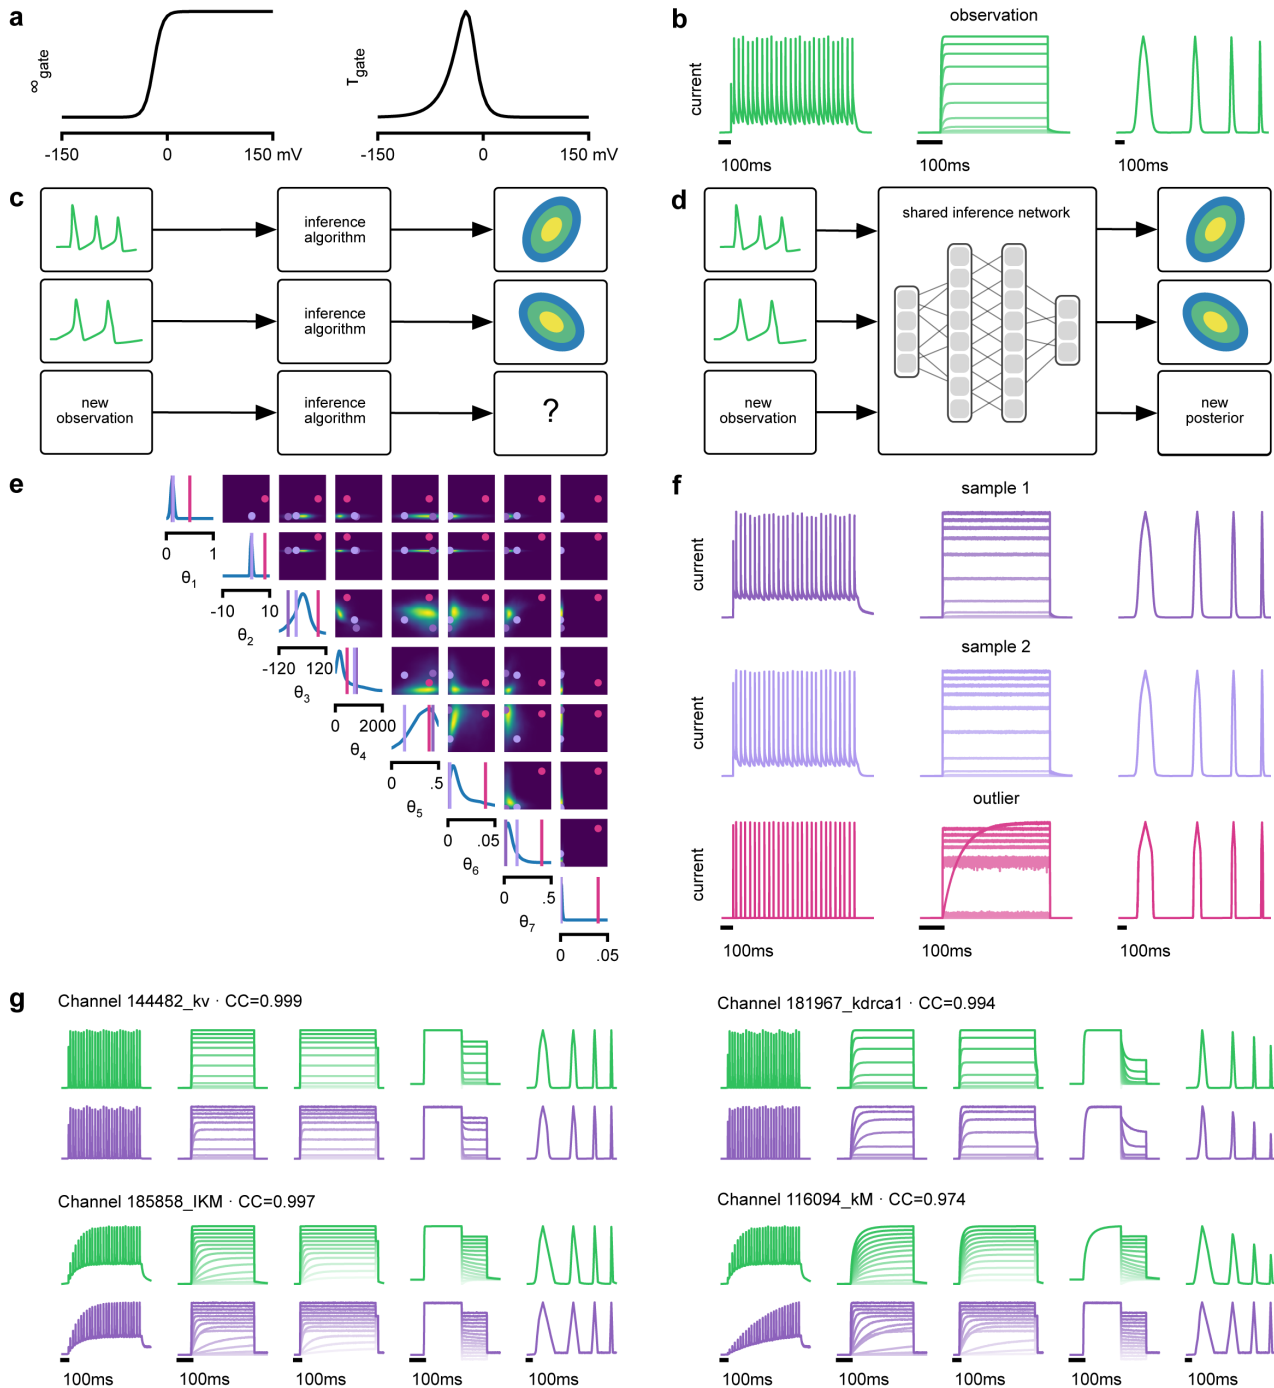 a
∞gate
τgate
-150
0
150 mV
-150
0
150 mV
b
observation
current
100ms
100ms
100ms
c
inference
algorithm
inference
algorithm
new
observation
inference
algorithm
?
d
shared inference network
new
observation
new
posterior
e
0
1
θ1
-10
10
θ2
-120
120
θ3
0
2000
θ4
0
.5
θ5
0
.05
θ6
0
.5
θ7
0
.05
f
sample 1
current
sample 2
current
outlier
current
100ms
100ms
100ms
g
Channel 144482_kv · CC=0.999
Channel 181967_kdrca1 · CC=0.994
Channel 185858_IKM · CC=0.997
Channel 116094_kM · CC=0.974
100ms
100ms
100ms
100ms
100ms
100ms
100ms
100ms
100ms
100ms